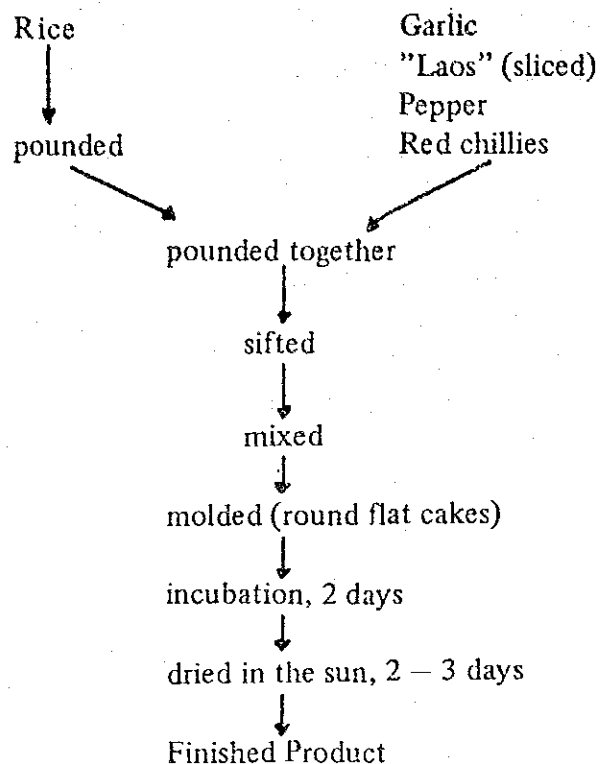 Rice
pounded
Garlic
"Laos" (sliced)
Pepper
Red chillies
pounded together
sifted
mixed
molded (round flat cakes)
incubation, 2 days
dried in the sun, 2 – 3 days
Finished Product